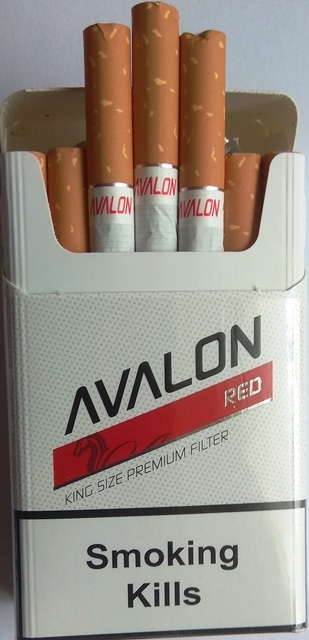 AVALON
AVALON
AVALON
AVALON
RED
KING SIZE PREMIUM FILTER
Smoking
Kills